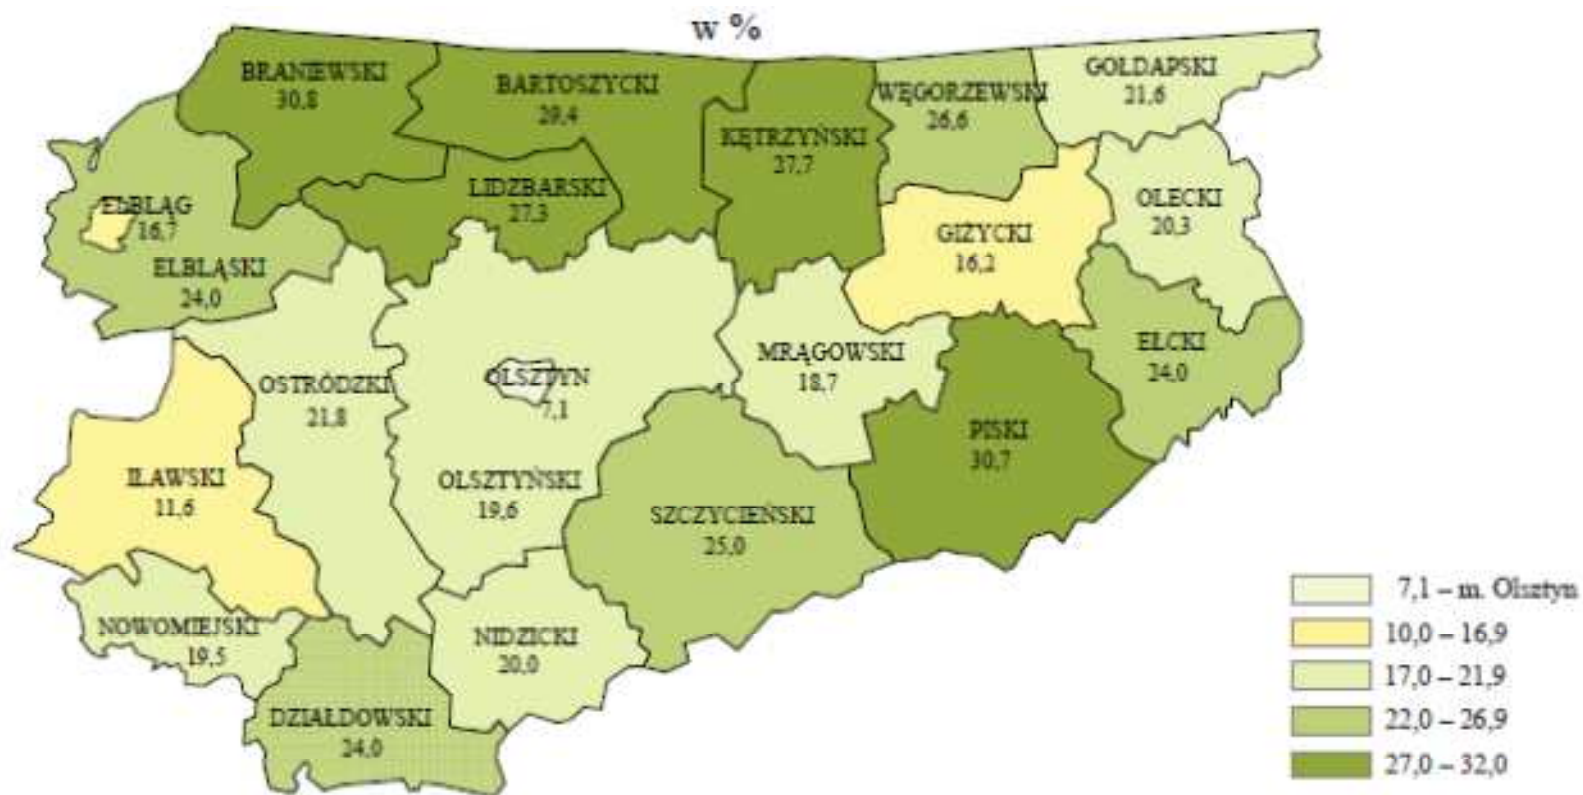 w %
BRANIEWSKI
30,8
BARTOSZYCKI
29,4
KĘTRZYŃSKI
27,7
WĘGORZEWSKI
26,6
GOŁDAPSKI
21,6
LIDZBARSKI
27,3
ELBLĄG
16,7
ELBLĄSKI
24,0
GIŻYCKI
16,2
OLECKI
20,3
OSTRÓDZKI
21,8
OLSZTYN
7,1
MRĄGOWSKI
18,7
EŁCKI
24,0
IŁAWSKI
11,6
OLSZTYŃSKI
19,6
SZCZYCIEŃSKI
25,0
PISKI
30,7
NOWOMIEJSKI
19,5
NIDZICKI
20,0
DZIAŁDOWSKI
24,0
7,1 – m. Olsztyn
10,0 – 16,9
17,0 – 21,9
22,0 – 26,9
27,0 – 32,0